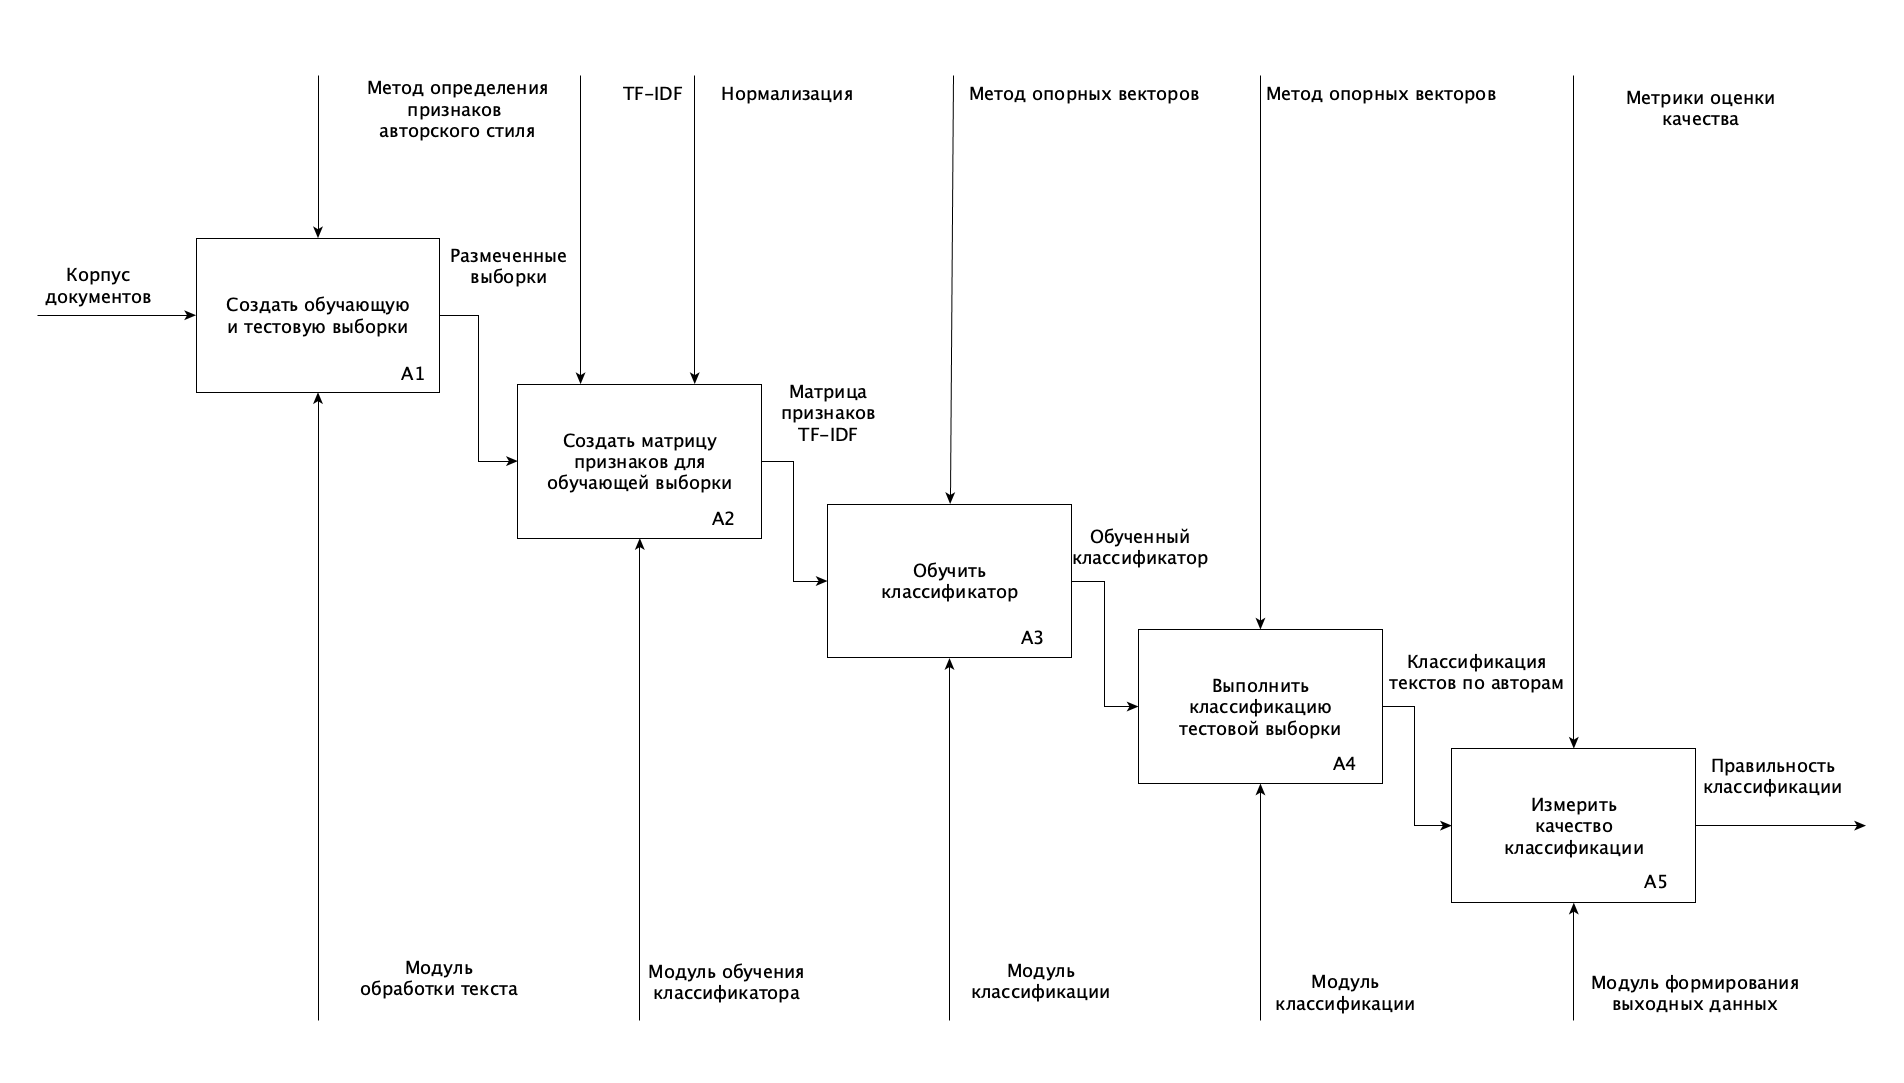 Метод определения
признаков
авторского стиля
TF-IDF
Нормализация
Метод опорных векторов
Метод опорных векторов
Метрики оценки
качества
Корпус
документов
Создать обучающую
и тестовую выборки
A1
Размеченные
выборки
Создать матрицу
признаков для
обучающей выборки
A2
Матрица
признаков
TF-IDF
Обучить
классификатор
A3
Обученный
классификатор
Выполнить
классификацию
тестовой выборки
A4
Классификация
текстов по авторам
Измерить
качество
классификации
A5
Правильность
классификации
Модуль
обработки текста
Модуль обучения
классификатора
Модуль
классификации
Модуль
классификации
Модуль формирования
выходных данных